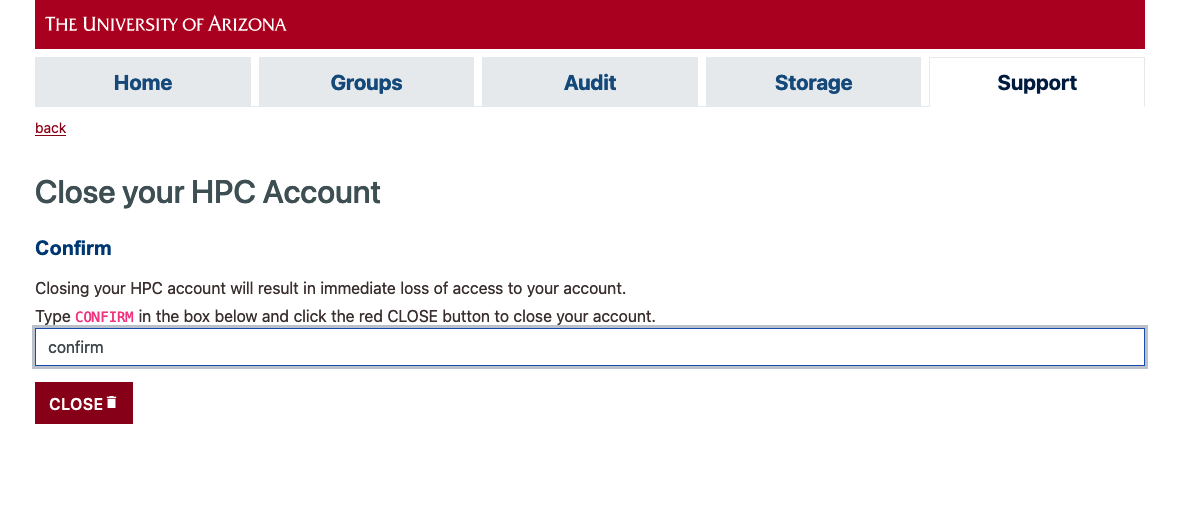 THE UNIVERSITY OF ARIZONA
Home Groups Audit Storage Support
back
Close your HPC Account
Confirm
Closing your HPC account will result in immediate loss of access to your account.
Type CONFIRM in the box below and click the red CLOSE button to close your account.
confirm
CLOSE